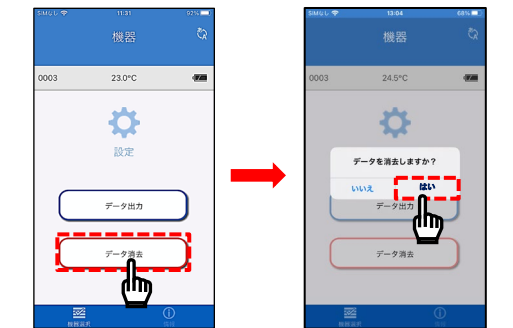 SIMなし 11:31 92%
機器
0003 23.0°C
設定
データ出力
データ消去
機器選択
SIMなし 13:04 68%
機器
0003 24.5°C
データを消去しますか？
いいえ はい
データ出力
データ消去
機器選択